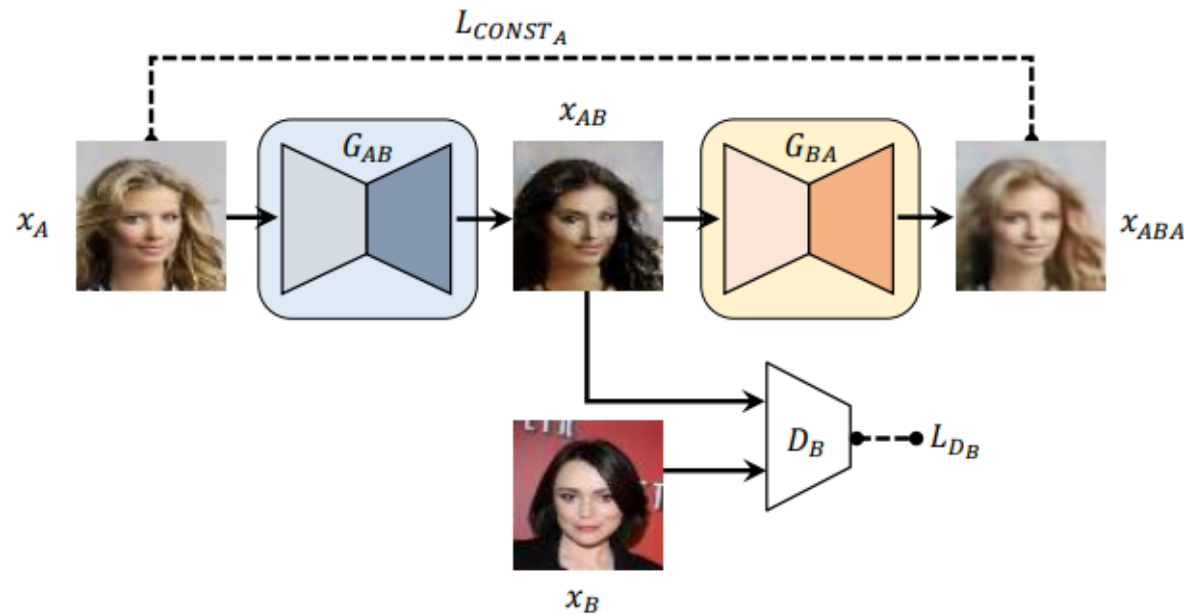 L_{CONST_A}
x_{AB}
G_{AB}
G_{BA}
x_A
x_{ABA}
D_B
L_{D_B}
x_B